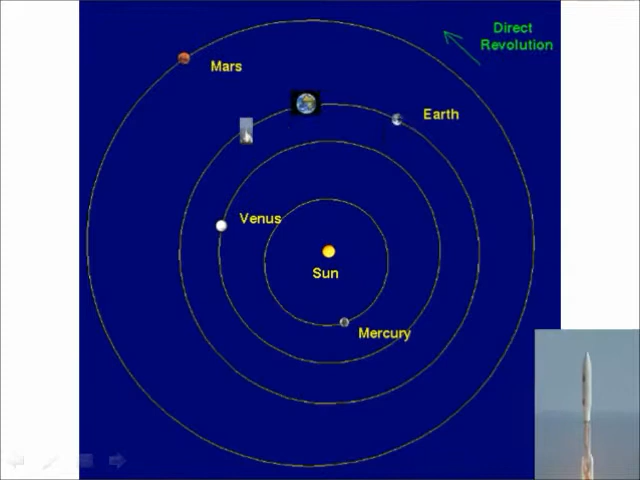 Direct
Revolution
Mars
Earth
Venus
Sun
Mercury